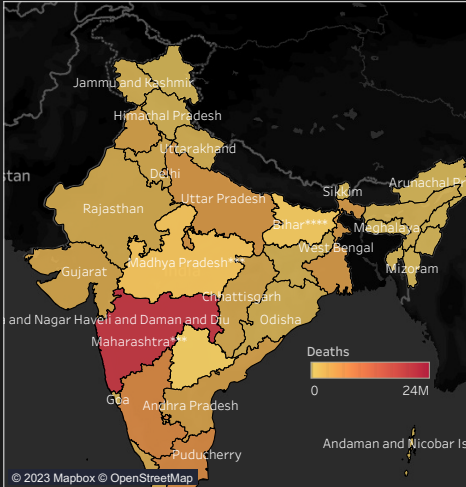 Jammu and Kashmir
Himachal Pradesh
Uttarakhand
stan
Delhi
Arunachal Pr
Sikkim
Uttar Pradesh
Rajasthan
Bihar****
Meghalaya
West Bengal
Madhya Pradesh***
Mizoram
Gujarat
Chhattisgarh
and Nagar Haveli and Daman and Diu
Odisha
Maharashtra***
Deaths
0 24M
Goa
Andhra Pradesh
Andaman and Nicobar Is
Puducherry
© 2023 Mapbox © OpenStreetMap